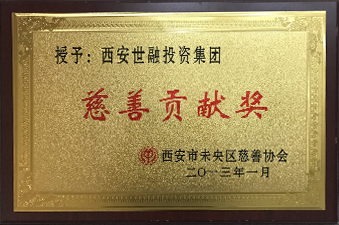 授予：西安世融投资集团
慈善贡献奖
西安市未央区慈善协会
二〇一三年一月